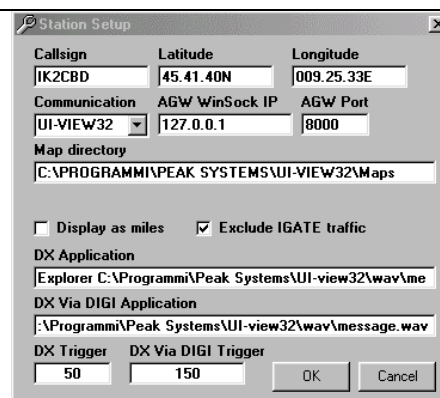 Station Setup
Callsign Latitude Longitude
IK2CBD 45.41.40N 009.25.33E
Communication AGW WinSock IP AGW Port
UI-VIEW32 127.0.0.1 8000
Map directory
C:\PROGRAMMI\PEAK SYSTEMS\UI-VIEW32\Maps
Display as miles Exclude IGATE traffic
DX Application
Explorer C:\Programmi\Peak Systems\UI-view32\wav\me
DX Via DIGI Application
:\Programmi\Peak Systems\UI-view32\wav\message.wav
DX Trigger DX Via DIGI Trigger
50 150 OK Cancel